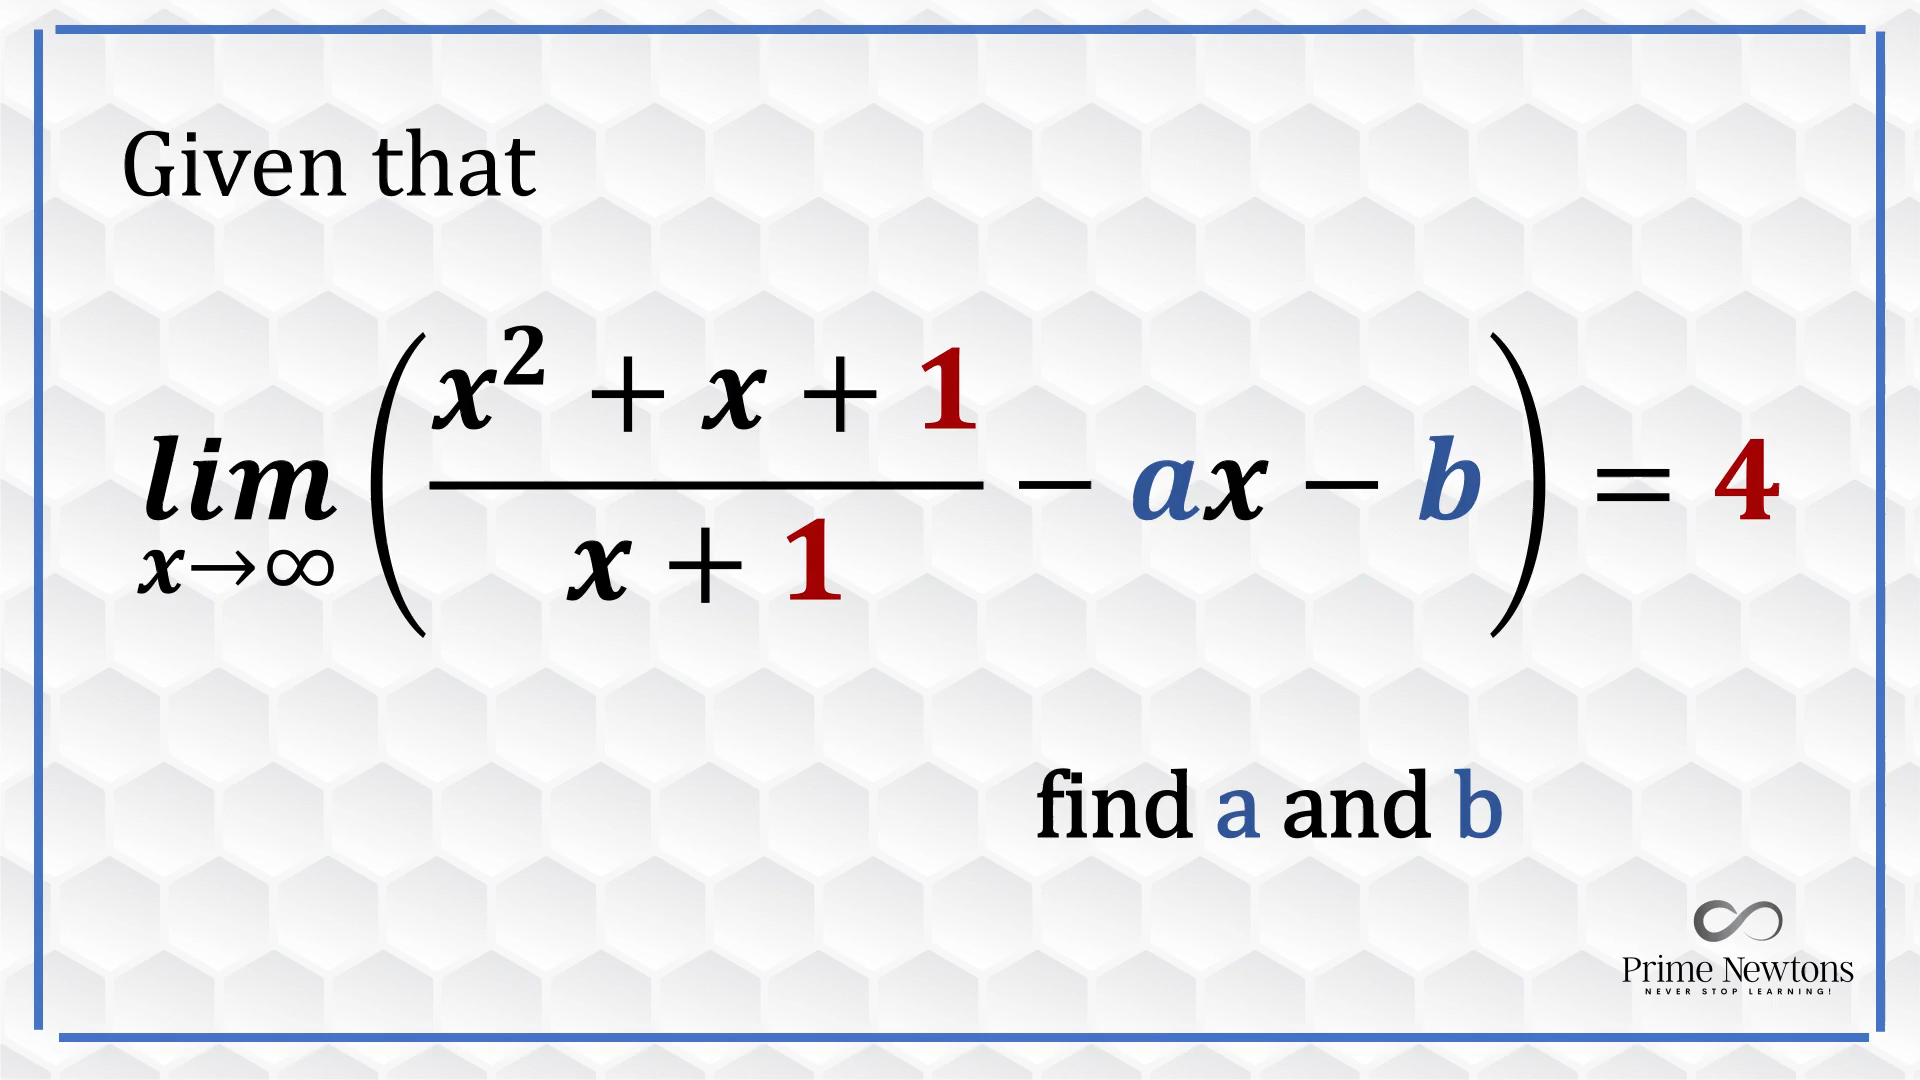 Given that
lim x→∞ ( (x² + x + 1)/(x + 1) − ax − b ) = 4
find a and b
Prime Newtons
NEVER STOP LEARNING!